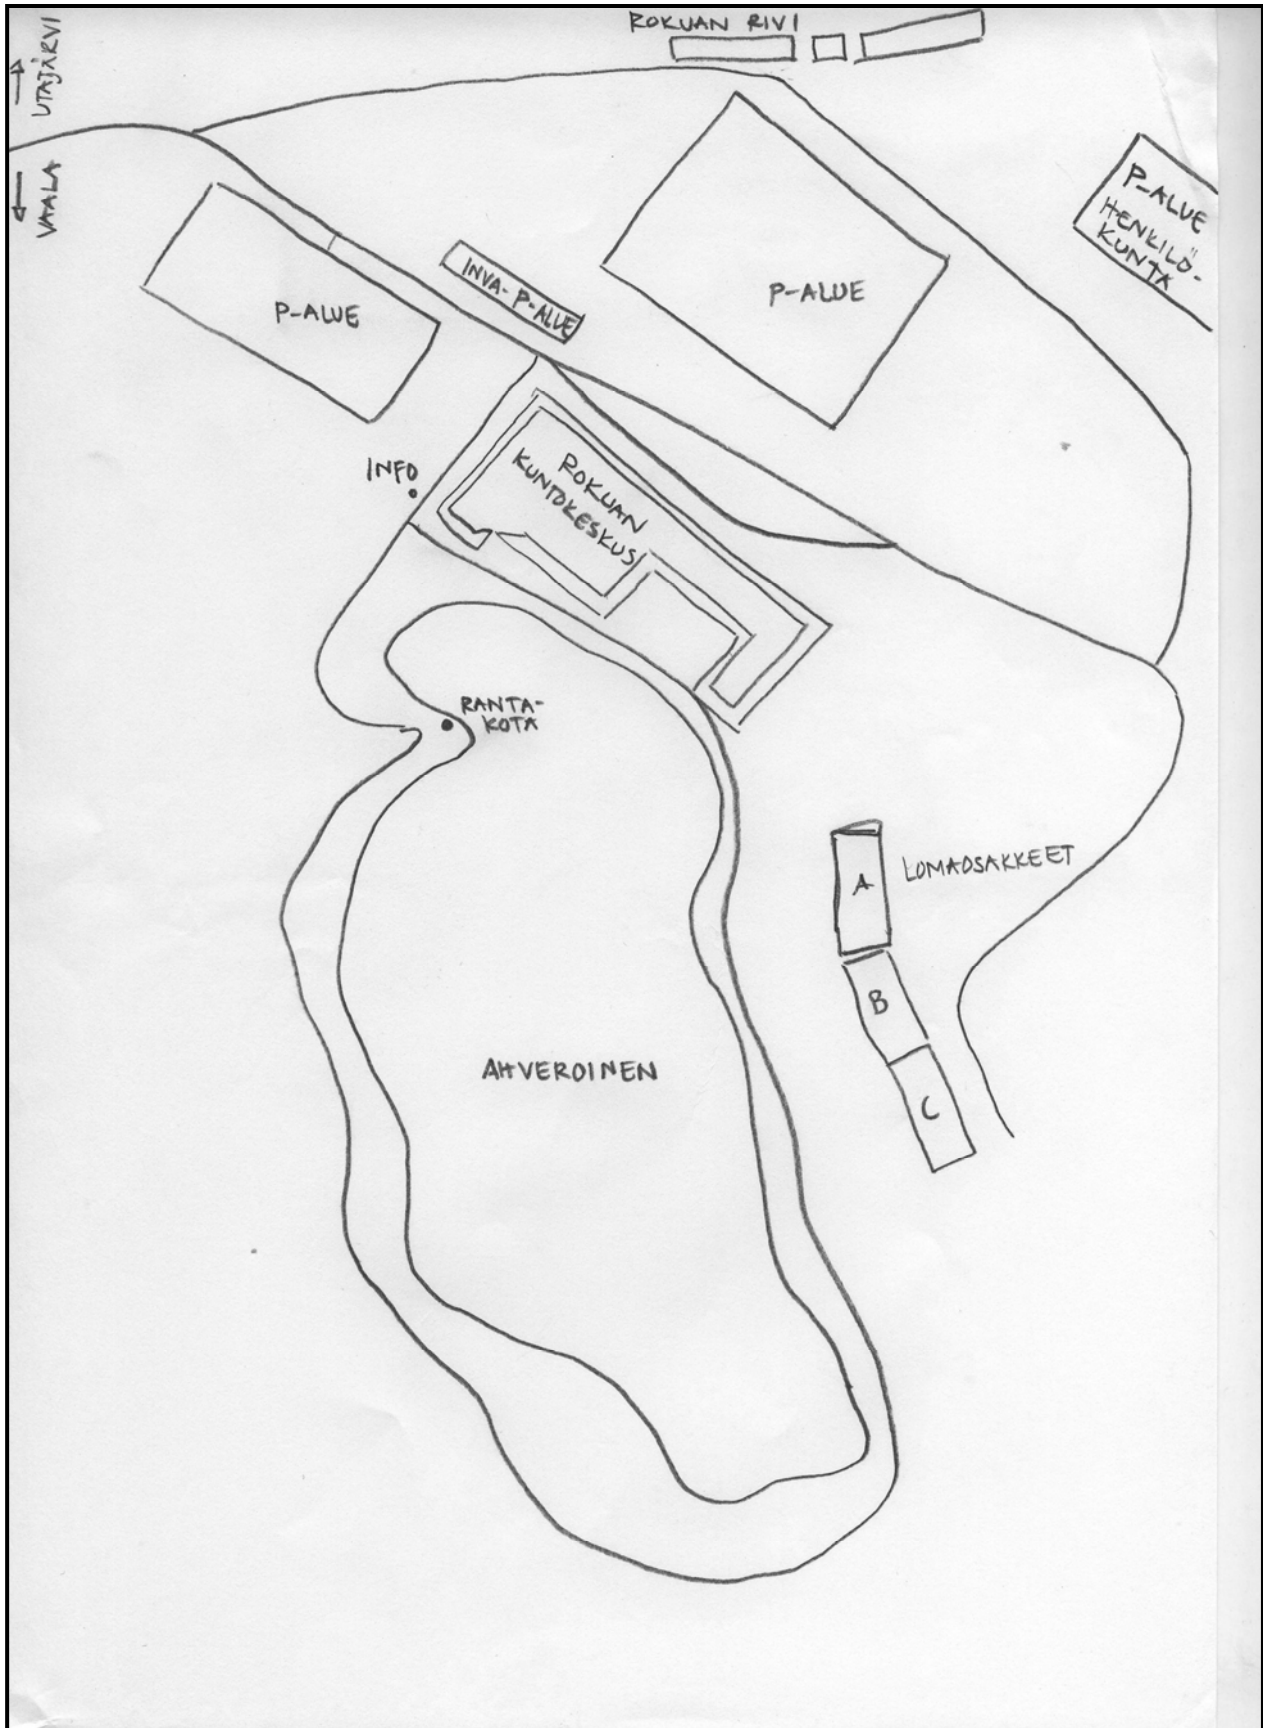 ROKUAN RIVI
UTAJÄRVI
VAALA
P-ALUE
HENKILÖ-
KUNTA
INVA-P-ALUE
P-ALUE
P-ALUE
INFO
ROKUAN
KUNTOKESKUS
RANTA-
KOTA
A
LOMAOSAKKEET
B
C
AHVEROINEN